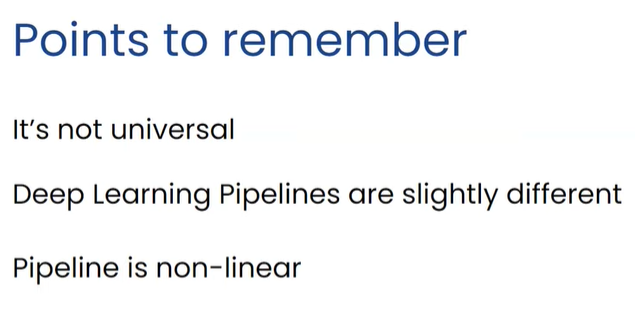 Points to remember
It's not universal
Deep Learning Pipelines are slightly different
Pipeline is non-linear